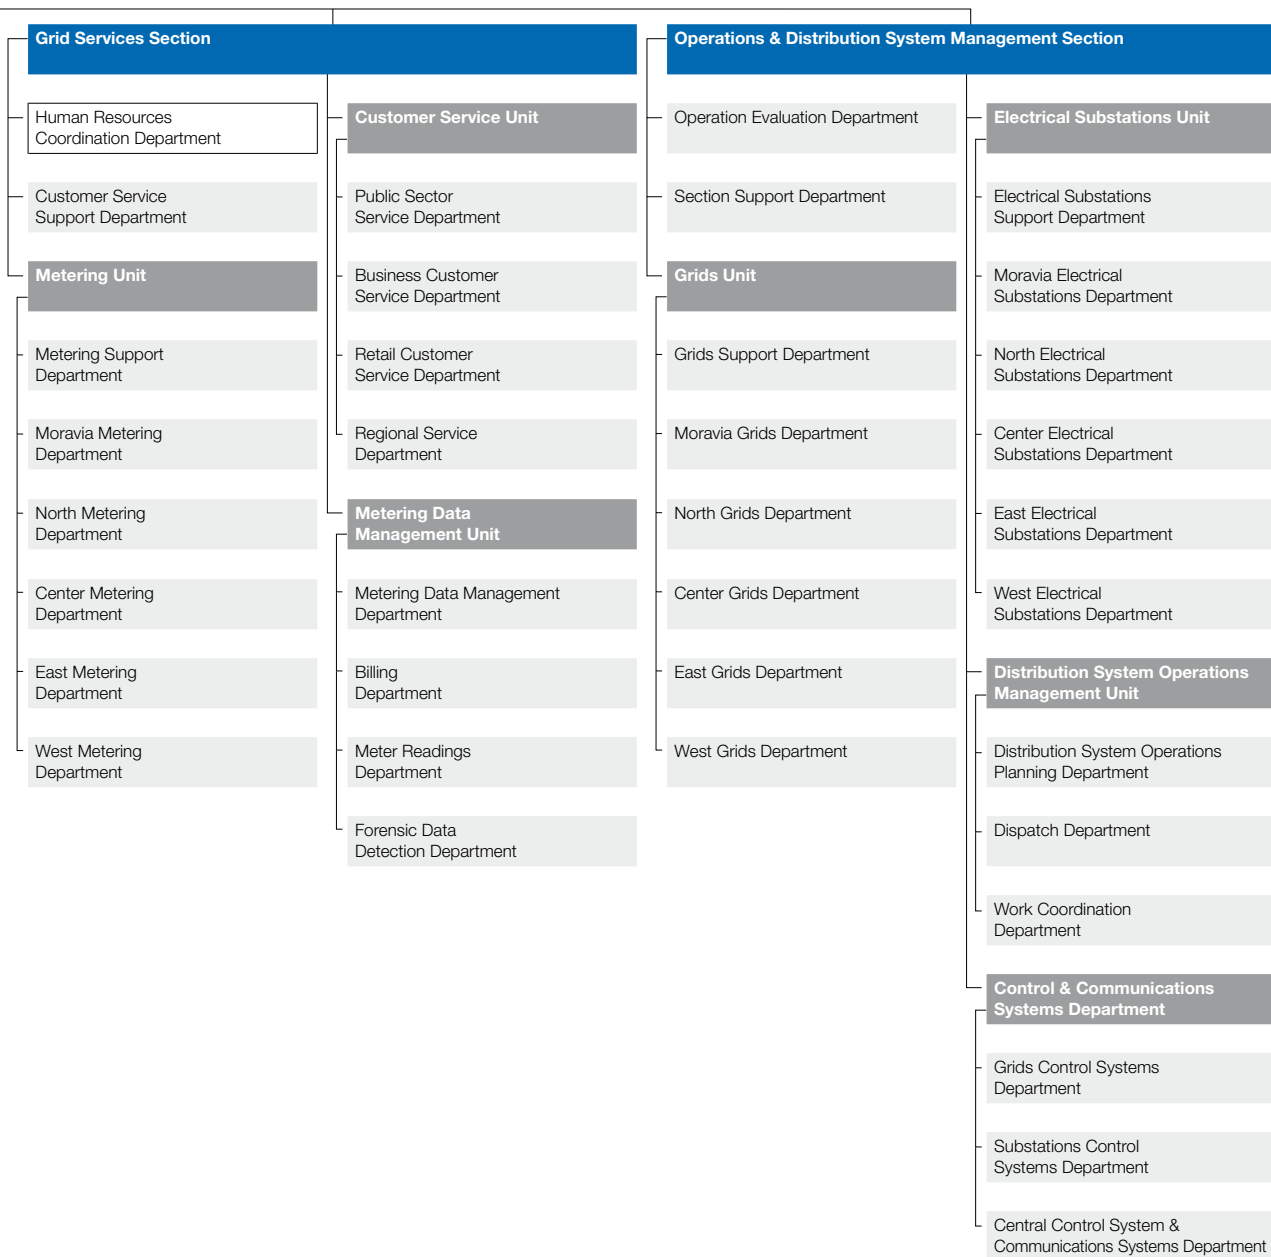 Grid Services Section
Human Resources
Coordination Department
Customer Service
Support Department
Metering Unit
Metering Support
Department
Moravia Metering
Department
North Metering
Department
Center Metering
Department
East Metering
Department
West Metering
Department
Customer Service Unit
Public Sector
Service Department
Business Customer
Service Department
Retail Customer
Service Department
Regional Service
Department
Metering Data
Management Unit
Metering Data Management
Department
Billing
Department
Meter Readings
Department
Forensic Data
Detection Department
Operations & Distribution System Management Section
Operation Evaluation Department
Section Support Department
Grids Unit
Grids Support Department
Moravia Grids Department
North Grids Department
Center Grids Department
East Grids Department
West Grids Department
Electrical Substations Unit
Electrical Substations
Support Department
Moravia Electrical
Substations Department
North Electrical
Substations Department
Center Electrical
Substations Department
East Electrical
Substations Department
West Electrical
Substations Department
Distribution System Operations
Management Unit
Distribution System Operations
Planning Department
Dispatch Department
Work Coordination
Department
Control & Communications
Systems Department
Grids Control Systems
Department
Substations Control
Systems Department
Central Control System &
Communications Systems Department